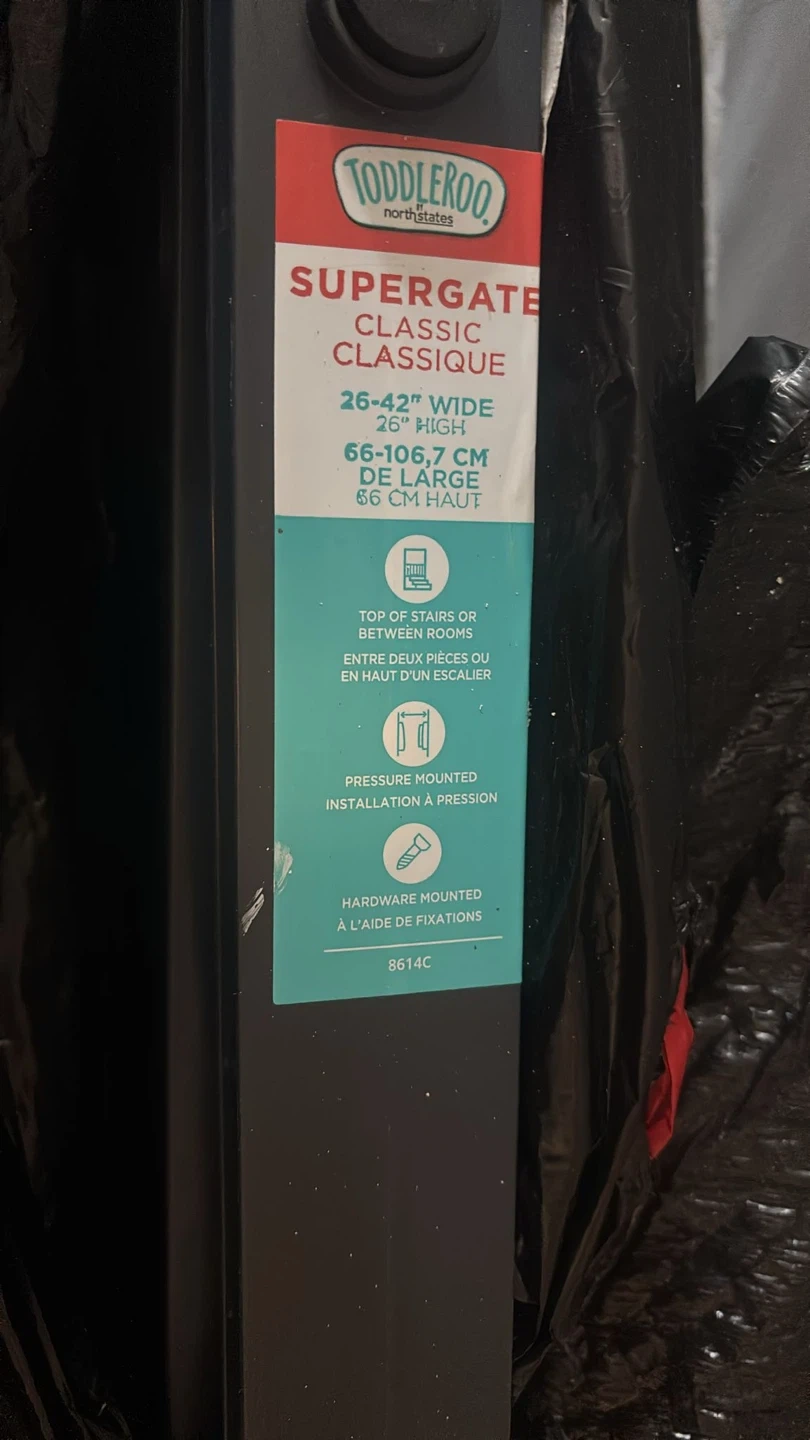 TODDLEROO.
northstates
SUPERGATE
CLASSIC
CLASSIQUE
26-42" WIDE
26" HIGH
66-106,7 CM
DE LARGE
66 CM HAUT
TOP OF STAIRS OR
BETWEEN ROOMS
ENTRE DEUX PIÈCES OU
EN HAUT D'UN ESCALIER
PRESSURE MOUNTED
INSTALLATION À PRESSION
HARDWARE MOUNTED
À L'AIDE DE FIXATIONS
8614C